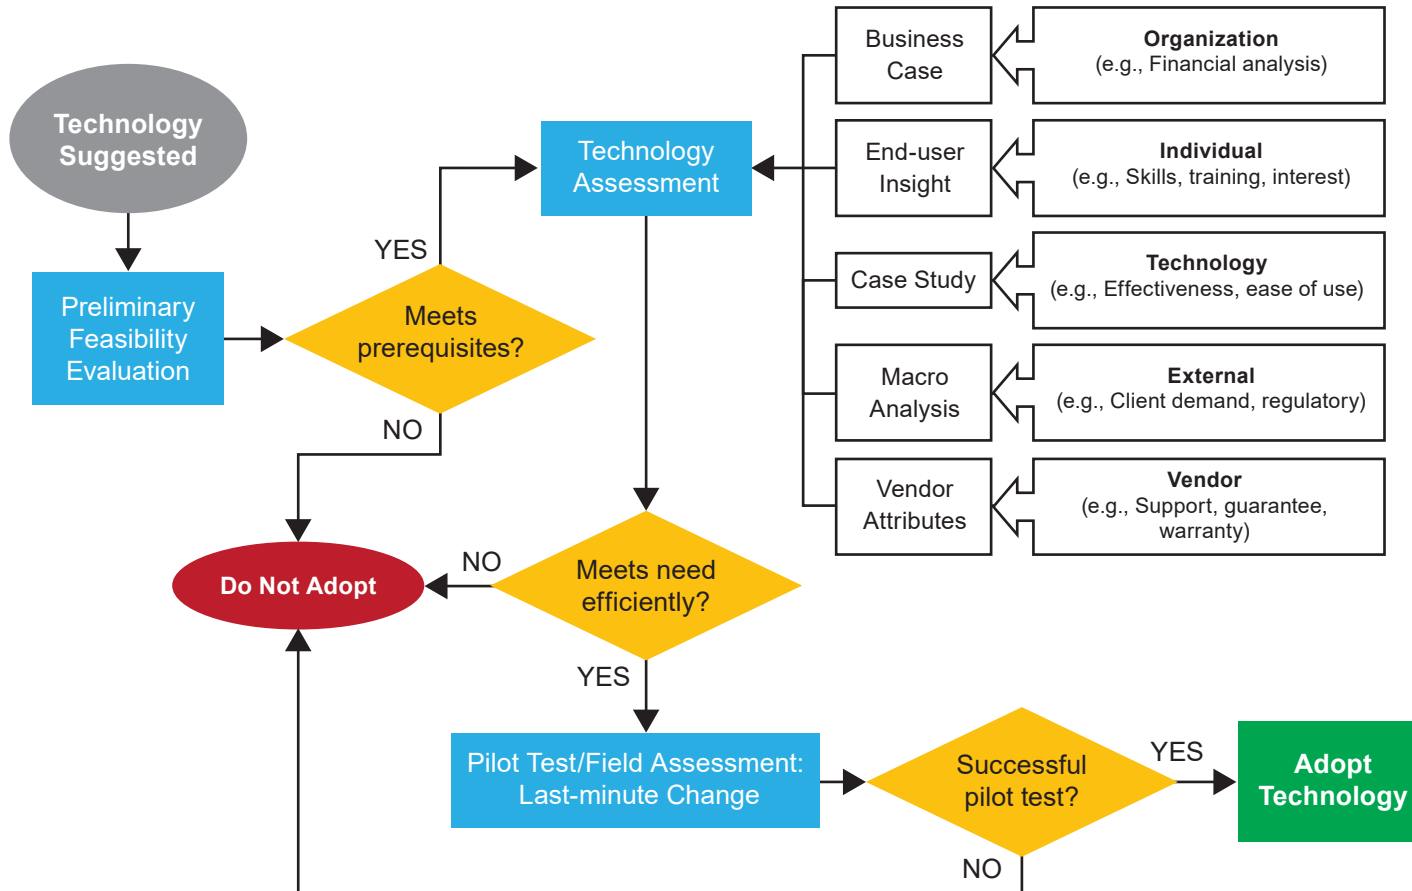 Technology
Suggested
Preliminary
Feasibility
Evaluation
Meets
prerequisites?
YES
NO
Technology
Assessment
Business
Case
Organization
(e.g., Financial analysis)
End-user
Insight
Individual
(e.g., Skills, training, interest)
Case Study
Technology
(e.g., Effectiveness, ease of use)
Macro
Analysis
External
(e.g., Client demand, regulatory)
Vendor
Attributes
Vendor
(e.g., Support, guarantee,
warranty)
Do Not Adopt
NO
Meets need
efficiently?
YES
Pilot Test/Field Assessment:
Last-minute Change
Successful
pilot test?
YES
NO
Adopt
Technology